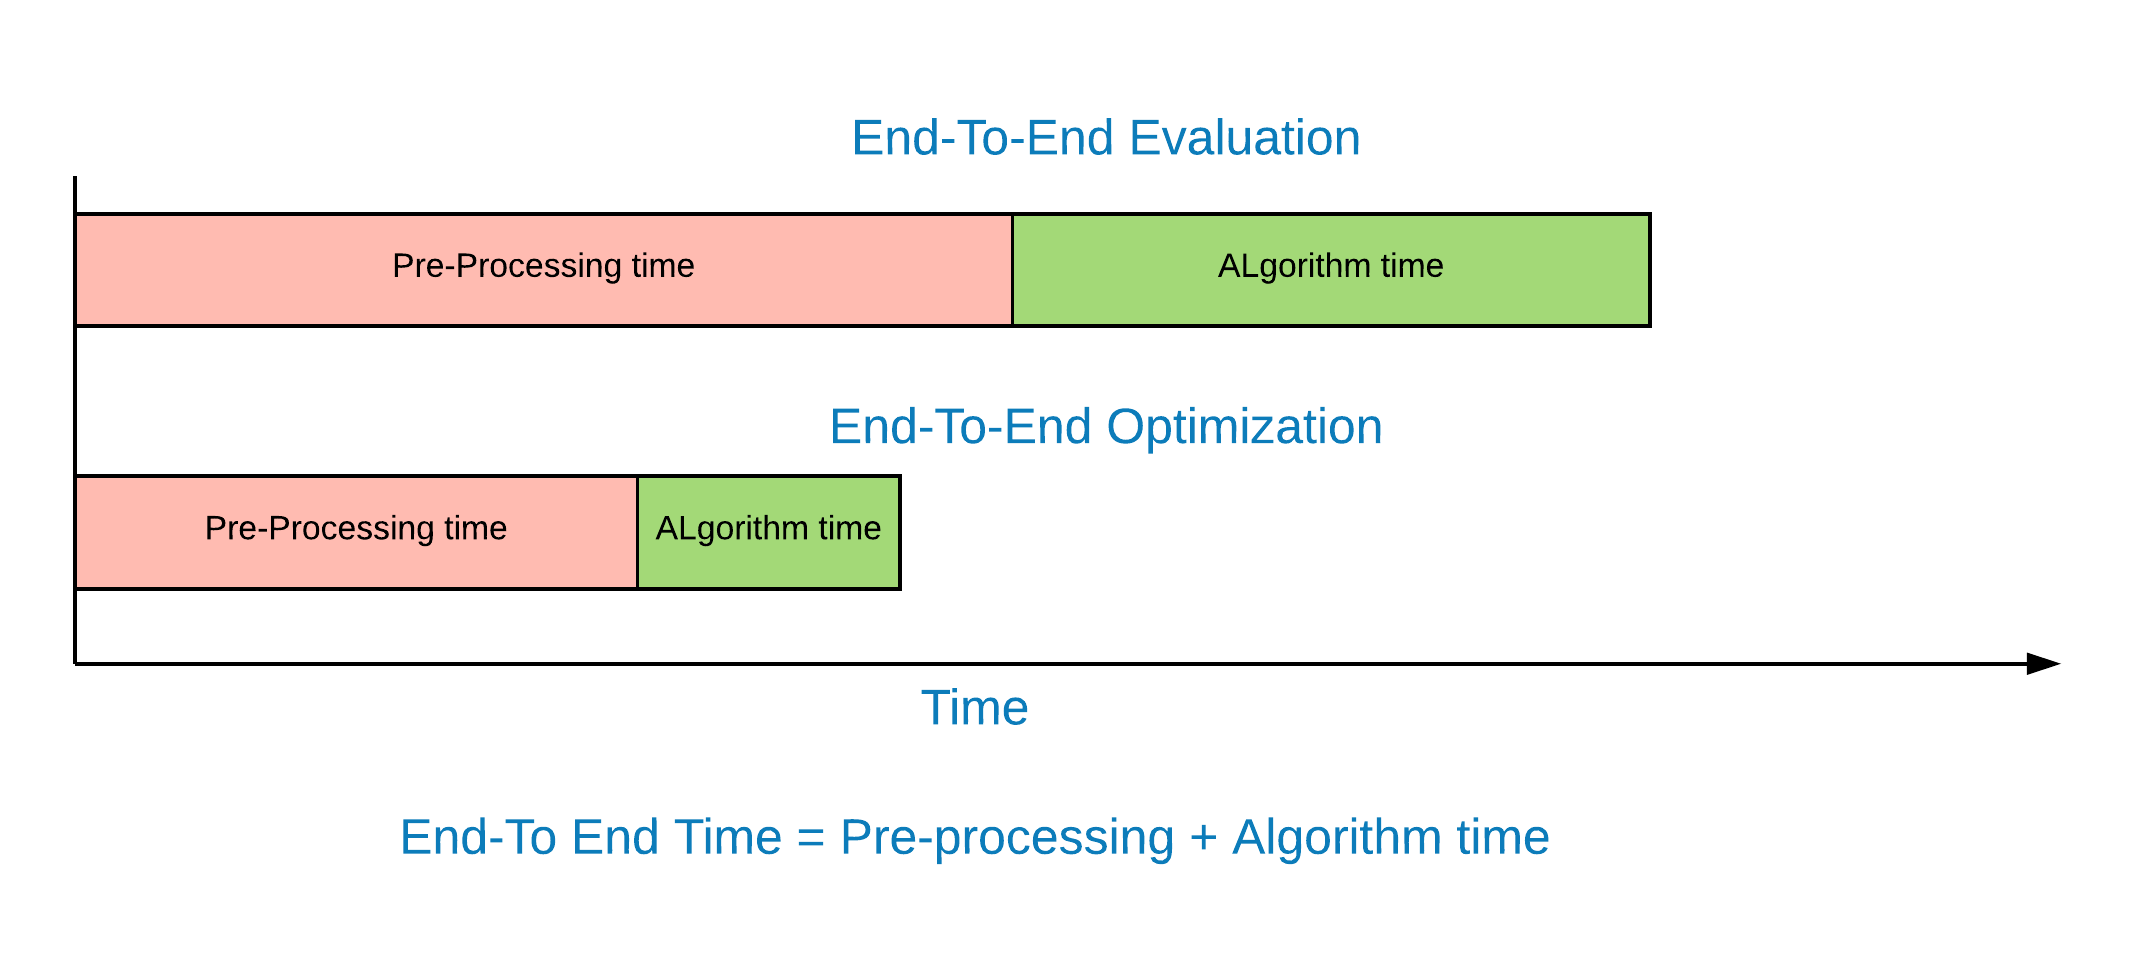 End-To-End Evaluation
Pre-Processing time
ALgorithm time
End-To-End Optimization
Pre-Processing time
ALgorithm time
Time
End-To End Time = Pre-processing + Algorithm time